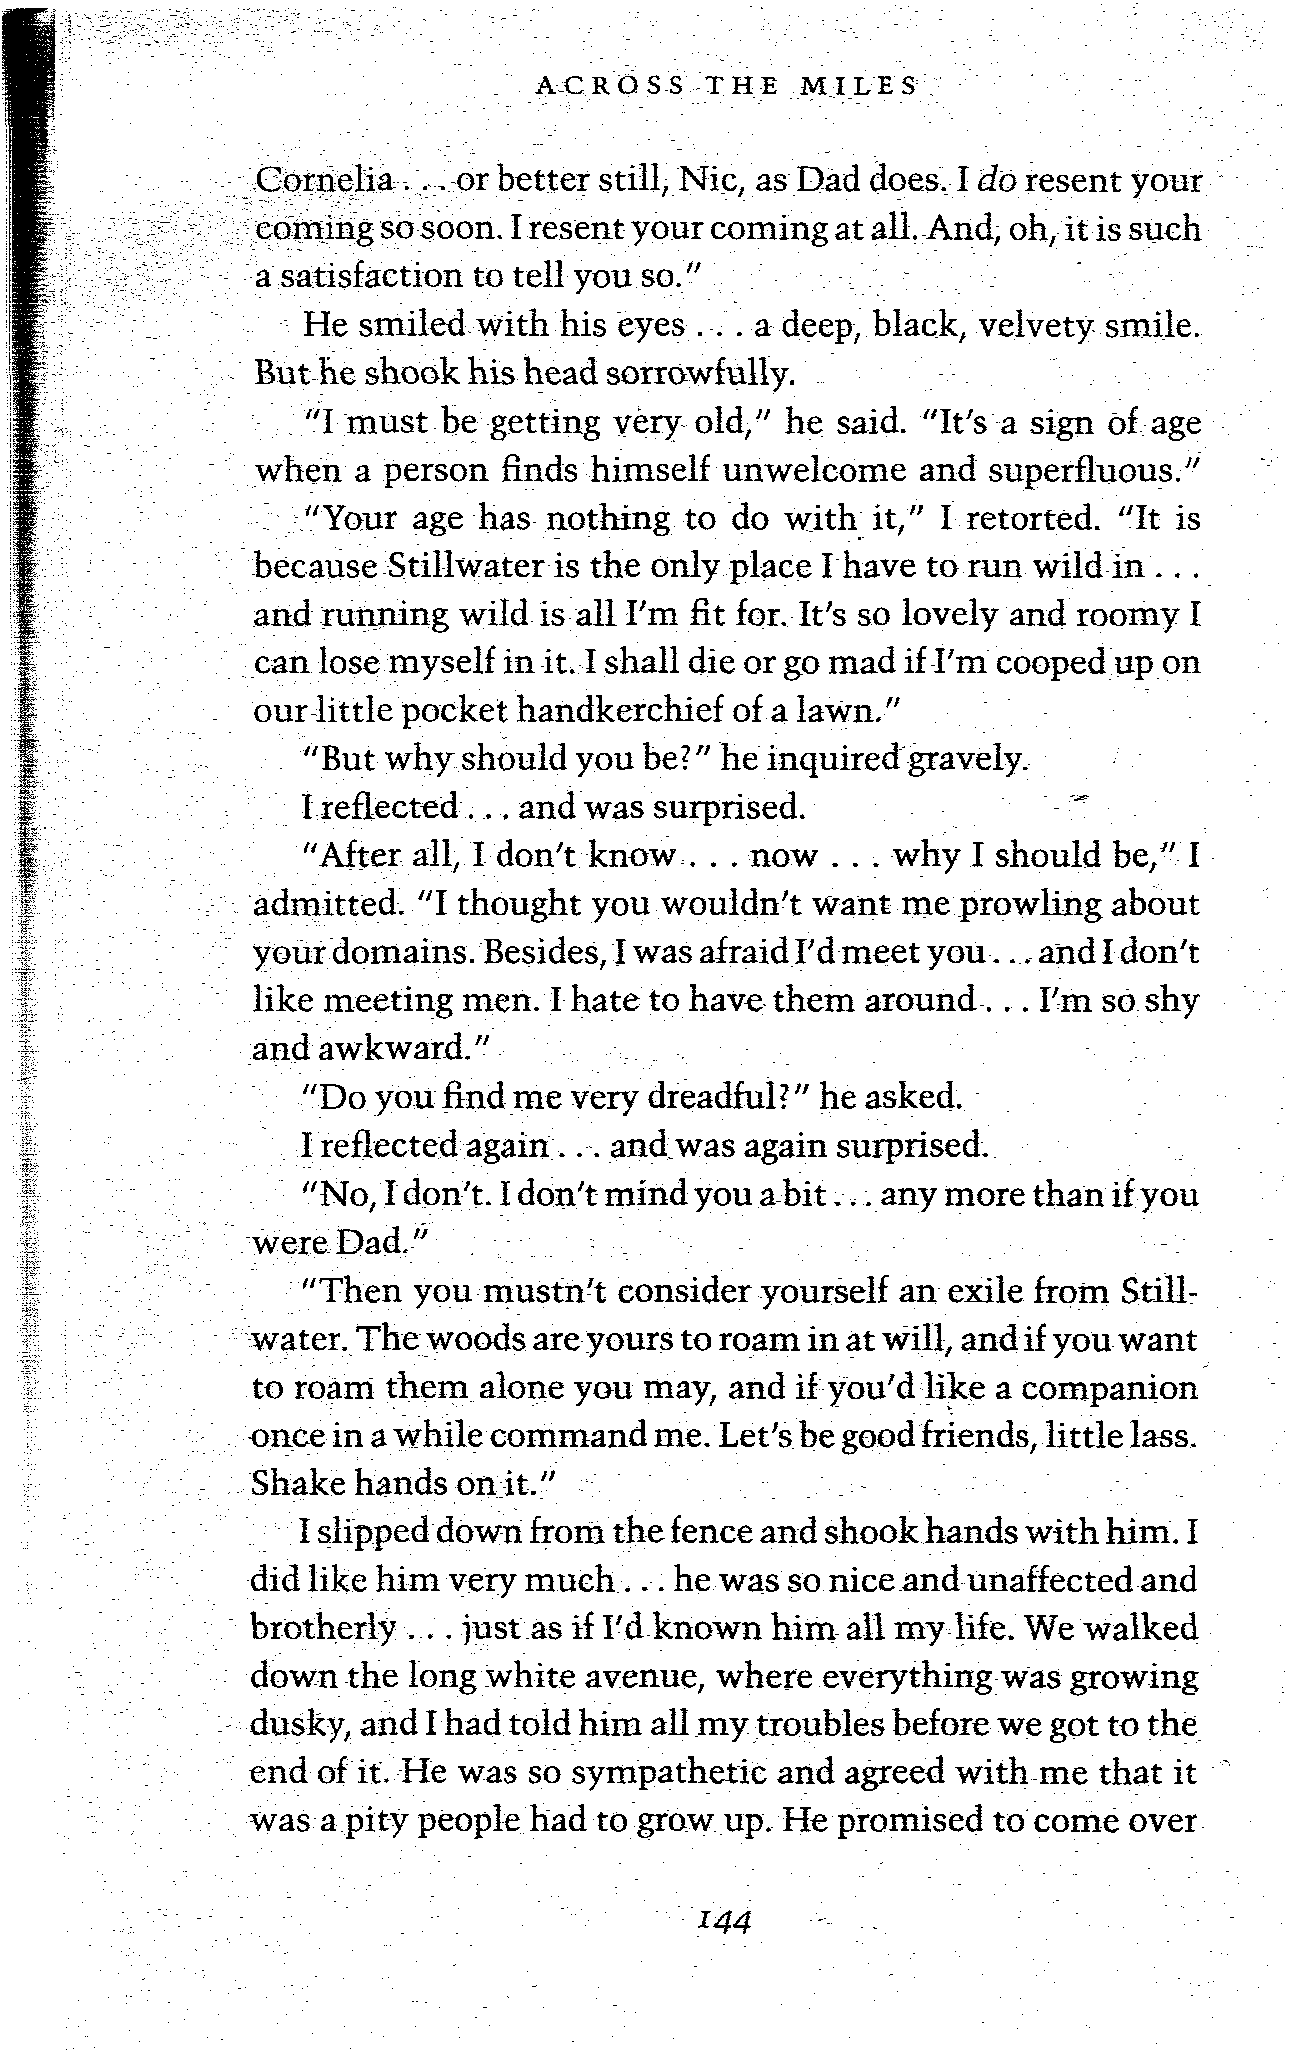 ACROSS THE MILES
Cornelia . . . or better still, Nic, as Dad does. I do resent your
coming so soon. I resent your coming at all. And, oh, it is such
a satisfaction to tell you so."
He smiled with his eyes . . . a deep, black, velvety smile.
But he shook his head sorrowfully.
"I must be getting very old," he said. "It's a sign of age
when a person finds himself unwelcome and superfluous."
"Your age has nothing to do with it," I retorted. "It is
because Stillwater is the only place I have to run wild in . . .
and running wild is all I'm fit for. It's so lovely and roomy I
can lose myself in it. I shall die or go mad if I'm cooped up on
our little pocket handkerchief of a lawn."
"But why should you be?" he inquired gravely.
I reflected . . . and was surprised.
"After all, I don't know . . . now . . . why I should be," I
admitted. "I thought you wouldn't want me prowling about
your domains. Besides, I was afraid I'd meet you . . . and I don't
like meeting men. I hate to have them around . . . I'm so shy
and awkward."
"Do you find me very dreadful?" he asked.
I reflected again . . . and was again surprised.
"No, I don't. I don't mind you a bit . . . any more than if you
were Dad."
"Then you mustn't consider yourself an exile from Still-
water. The woods are yours to roam in at will, and if you want
to roam them alone you may, and if you'd like a companion
once in a while command me. Let's be good friends, little lass.
Shake hands on it."
I slipped down from the fence and shook hands with him. I
did like him very much . . . he was so nice and unaffected and
brotherly . . . just as if I'd known him all my life. We walked
down the long white avenue, where everything was growing
dusky, and I had told him all my troubles before we got to the
end of it. He was so sympathetic and agreed with me that it
was a pity people had to grow up. He promised to come over
144